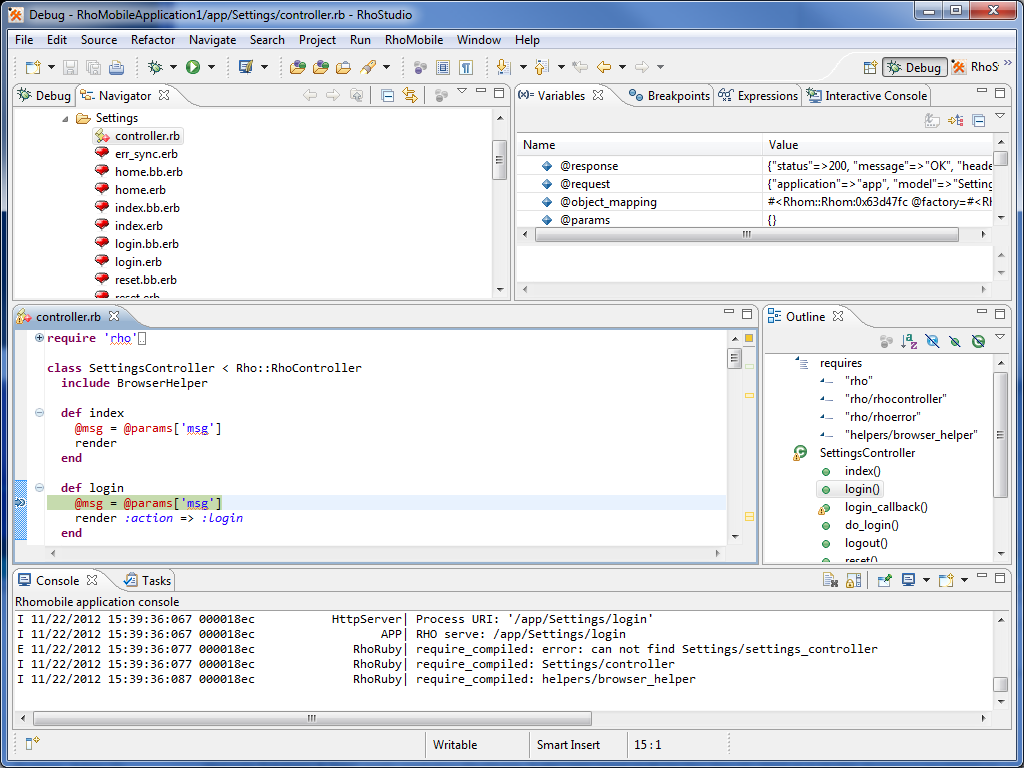 Debug - RhoMobileApplication1/app/Settings/controller.rb - RhoStudio
File Edit Source Refactor Navigate Search Project Run RhoMobile Window Help
Debug RhoS
Debug Navigator
Settings
controller.rb
err_sync.erb
home.bb.erb
home.erb
index.bb.erb
index.erb
login.bb.erb
login.erb
reset.bb.erb
reset.erb
Variables Breakpoints Expressions Interactive Console
Name Value
@response {"status"=>200, "message"=>"OK", "heade
@request {"application"=>"app", "model"=>"Setting
@object_mapping #<Rhom::Rhom:0x63d47fc @factory=#<Rh
@params {}
controller.rb
require 'rho'
class SettingsController < Rho::RhoController
include BrowserHelper
def index
@msg = @params['msg']
render
end
def login
@msg = @params['msg']
render :action => :login
end
Outline
requires
"rho"
"rho/rhocontroller"
"rho/rhoerror"
"helpers/browser_helper"
SettingsController
index()
login()
login_callback()
do_login()
logout()
reset()
Console Tasks
Rhomobile application console
I 11/22/2012 15:39:36:067 000018ec HttpServer| Process URI: '/app/Settings/login'
I 11/22/2012 15:39:36:067 000018ec APP| RHO serve: /app/Settings/login
E 11/22/2012 15:39:36:077 000018ec RhoRuby| require_compiled: error: can not find Settings/settings_controller
I 11/22/2012 15:39:36:077 000018ec RhoRuby| require_compiled: Settings/controller
I 11/22/2012 15:39:36:087 000018ec RhoRuby| require_compiled: helpers/browser_helper
Writable Smart Insert 15 : 1